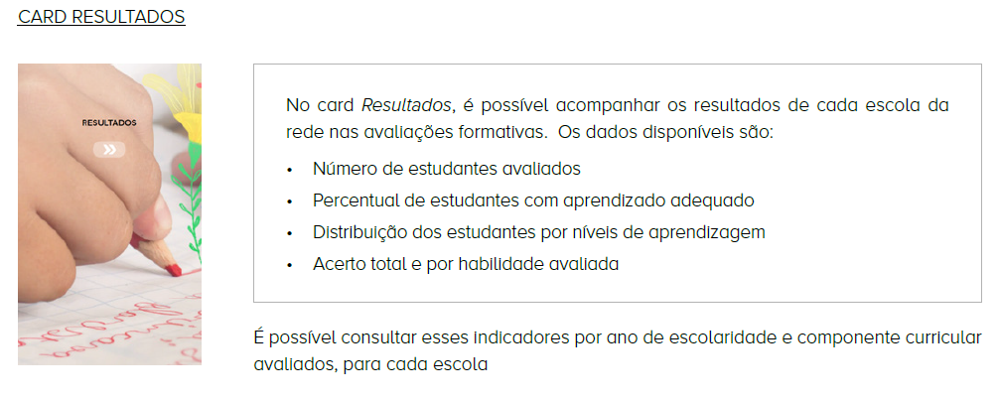 CARD RESULTADOS
RESULTADOS
No card Resultados, é possível acompanhar os resultados de cada escola da
rede nas avaliações formativas.  Os dados disponíveis são:
• Número de estudantes avaliados
• Percentual de estudantes com aprendizado adequado
• Distribuição dos estudantes por níveis de aprendizagem
• Acerto total e por habilidade avaliada
É possível consultar esses indicadores por ano de escolaridade e componente curricular
avaliados, para cada escola